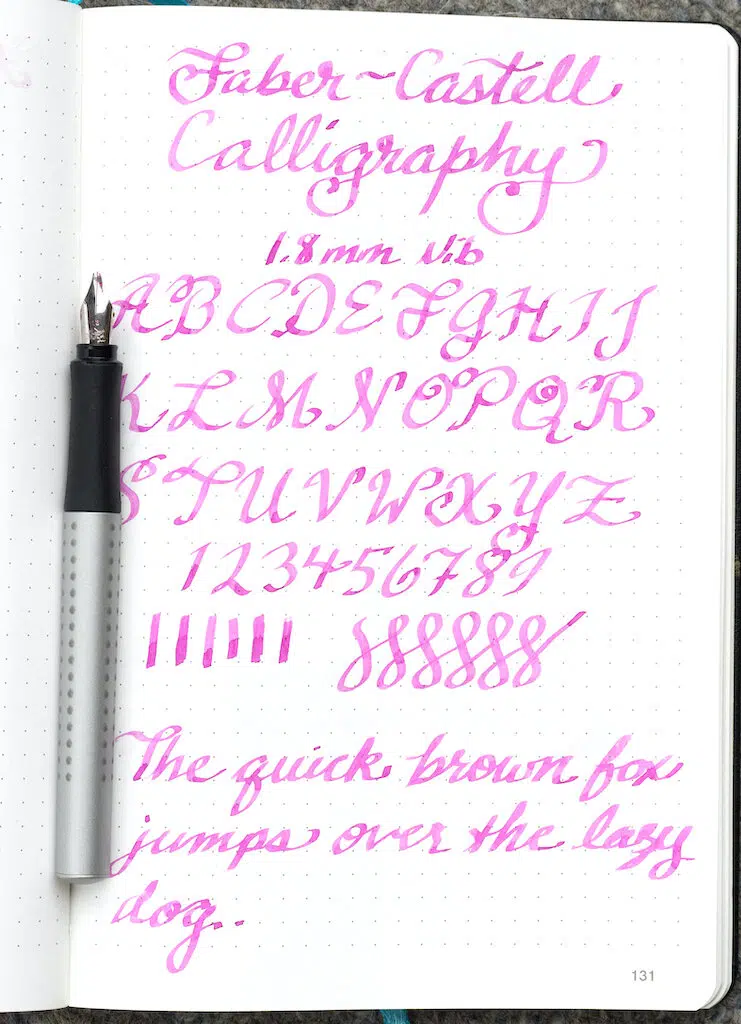 Faber~Castell
Calligraphy
1.8mm Nib
ABCDEFGHIJ
KLMNOPQR
STUVWXYZ
123456789
The quick brown fox
jumps over the lazy
dog..
131